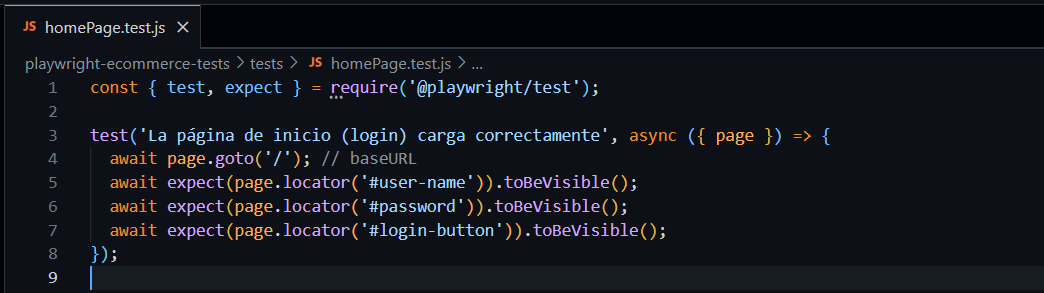 JS homePage.test.js ×
playwright-ecommerce-tests > tests > JS homePage.test.js > ...
1 const { test, expect } = require('@playwright/test');
2
3 test('La página de inicio (login) carga correctamente', async ({ page }) => {
4   await page.goto('/'); // baseURL
5   await expect(page.locator('#user-name')).toBeVisible();
6   await expect(page.locator('#password')).toBeVisible();
7   await expect(page.locator('#login-button')).toBeVisible();
8 });
9